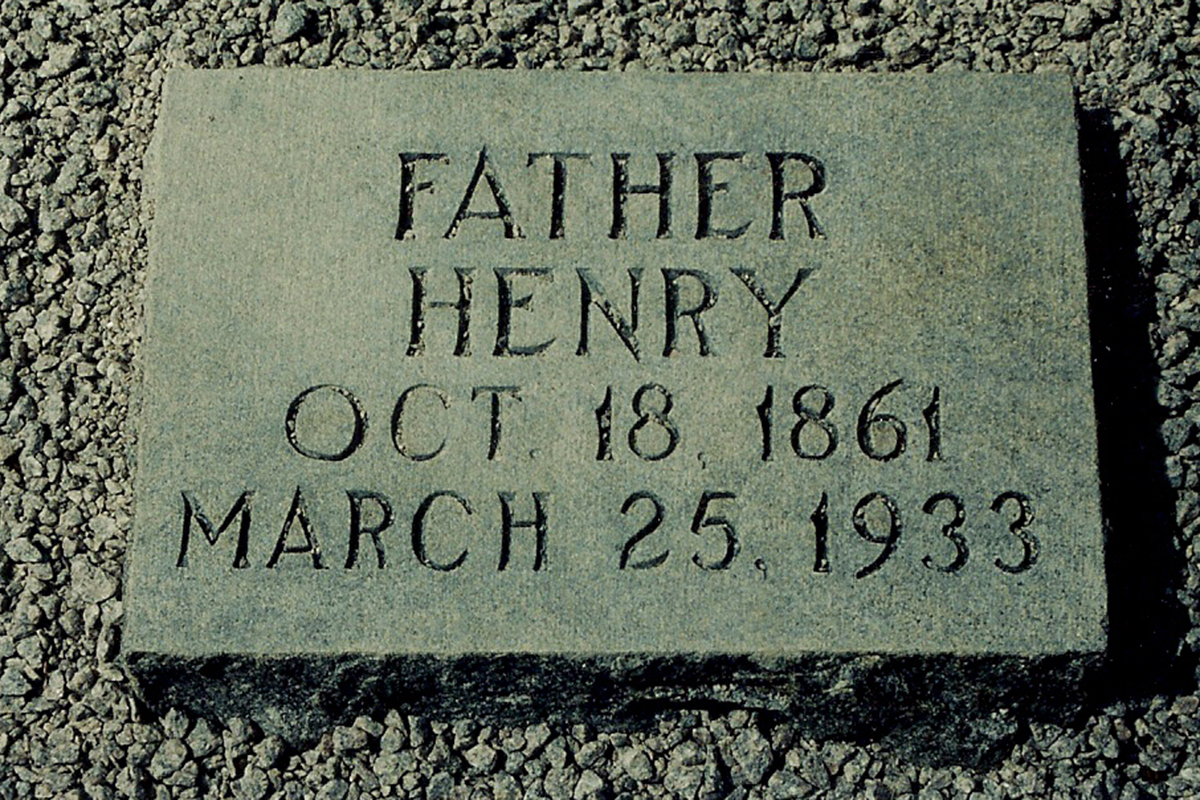 FATHER
HENRY
OCT. 18, 1861
MARCH 25, 1933